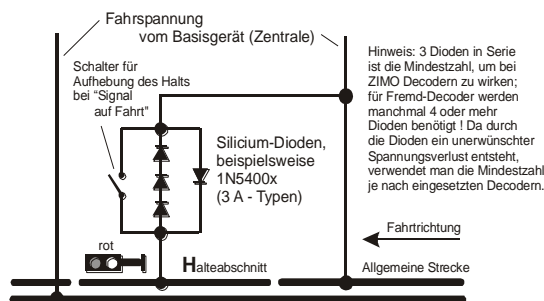 Fahrspannung
vom Basisgerät (Zentrale)
Schalter für
Aufhebung des Halts
bei "Signal
auf Fahrt"
Silicium-Dioden,
beispielsweise
1N5400x
(3 A - Typen)
Hinweis: 3 Dioden in Serie
ist die Mindestzahl, um bei
ZIMO Decodern zu wirken;
für Fremd-Decoder werden
manchmal 4 oder mehr
Dioden benötigt ! Da durch
die Dioden ein unerwünschter
Spannungsverlust entsteht,
verwendet man die Mindestzahl
je nach eingesetzten Decodern.
Fahrtrichtung
rot
Halteabschnitt
Allgemeine Strecke